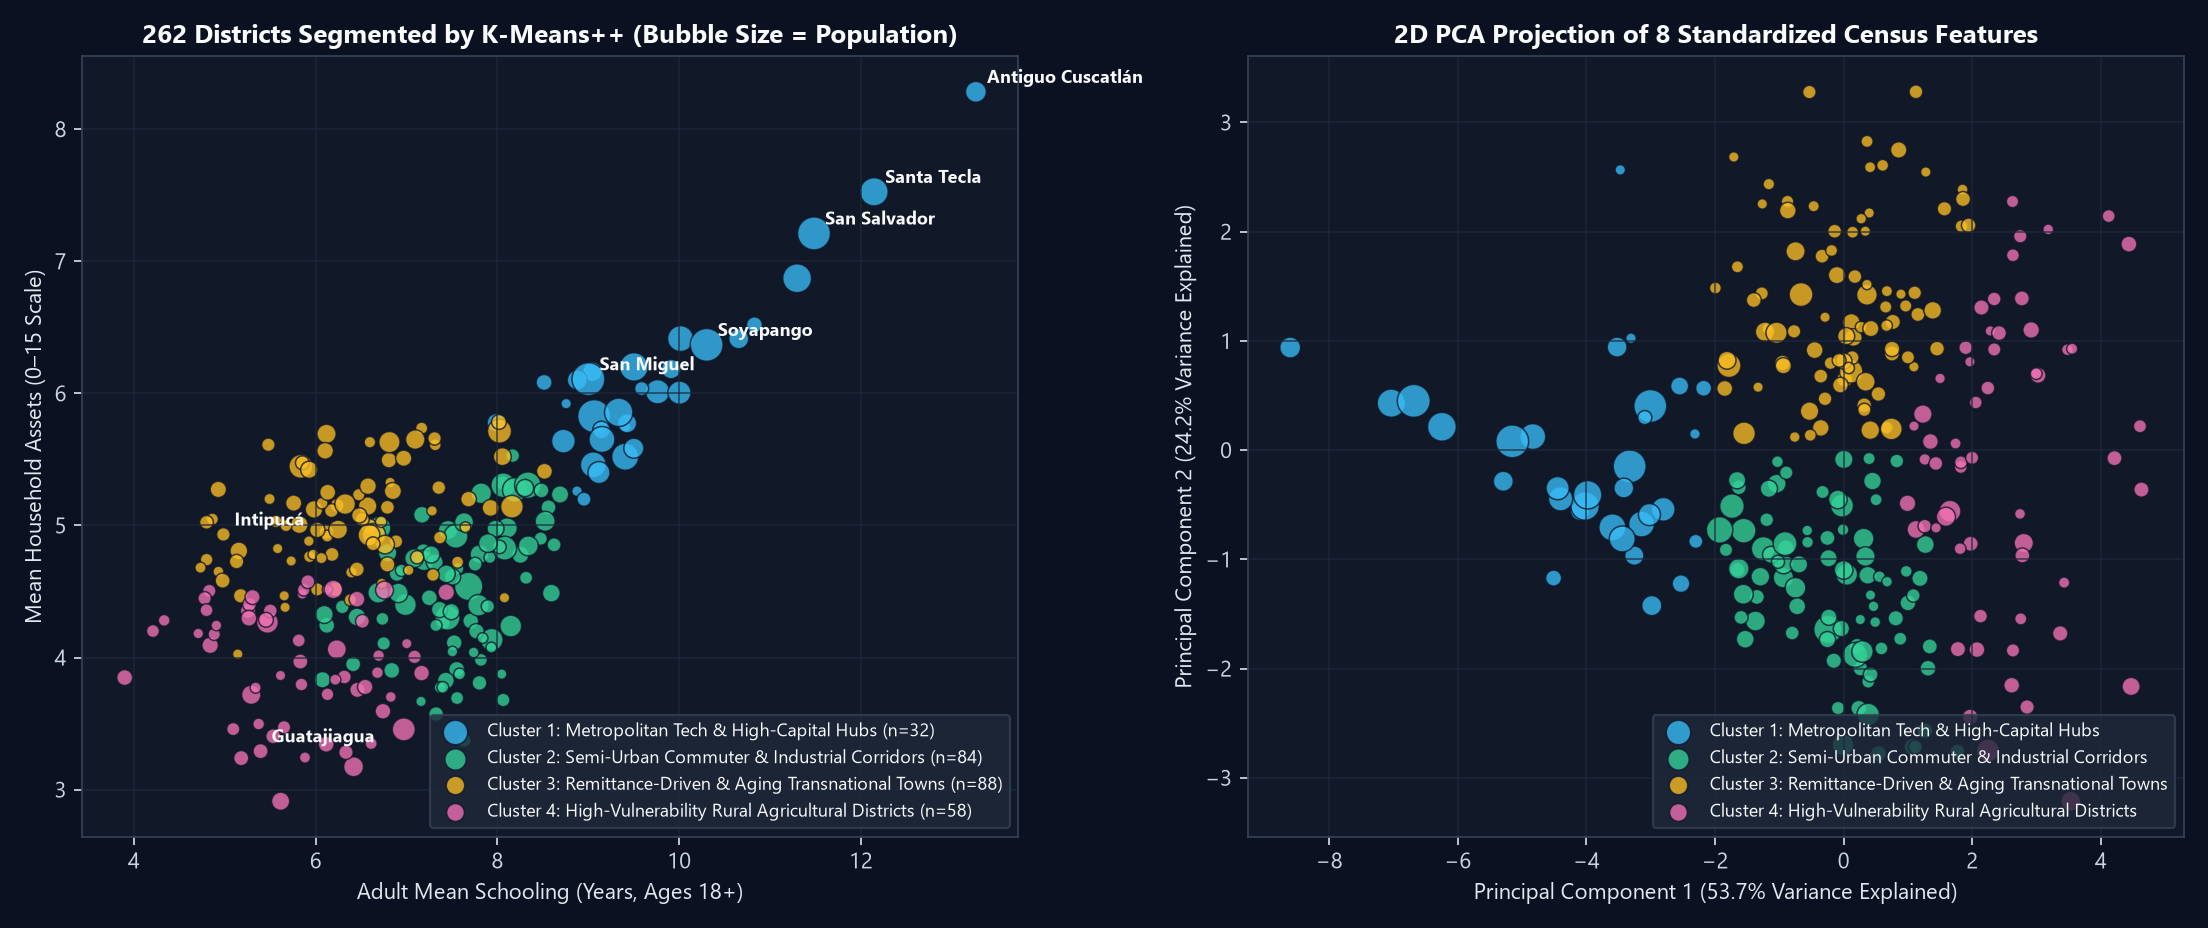 262 Districts Segmented by K-Means++ (Bubble Size = Population)
Mean Household Assets (0–15 Scale)
8
7
6
5
4
3
Antiguo Cuscatlán
Santa Tecla
San Salvador
Soyapango
San Miguel
Intipucá
Guatajiagua
Cluster 1: Metropolitan Tech & High-Capital Hubs (n=32)
Cluster 2: Semi-Urban Commuter & Industrial Corridors (n=84)
Cluster 3: Remittance-Driven & Aging Transnational Towns (n=88)
Cluster 4: High-Vulnerability Rural Agricultural Districts (n=58)
4 6 8 10 12
Adult Mean Schooling (Years, Ages 18+)
2D PCA Projection of 8 Standardized Census Features
Principal Component 2 (24.2% Variance Explained)
3
2
1
0
−1
−2
−3
Cluster 1: Metropolitan Tech & High-Capital Hubs
Cluster 2: Semi-Urban Commuter & Industrial Corridors
Cluster 3: Remittance-Driven & Aging Transnational Towns
Cluster 4: High-Vulnerability Rural Agricultural Districts
−8 −6 −4 −2 0 2 4
Principal Component 1 (53.7% Variance Explained)